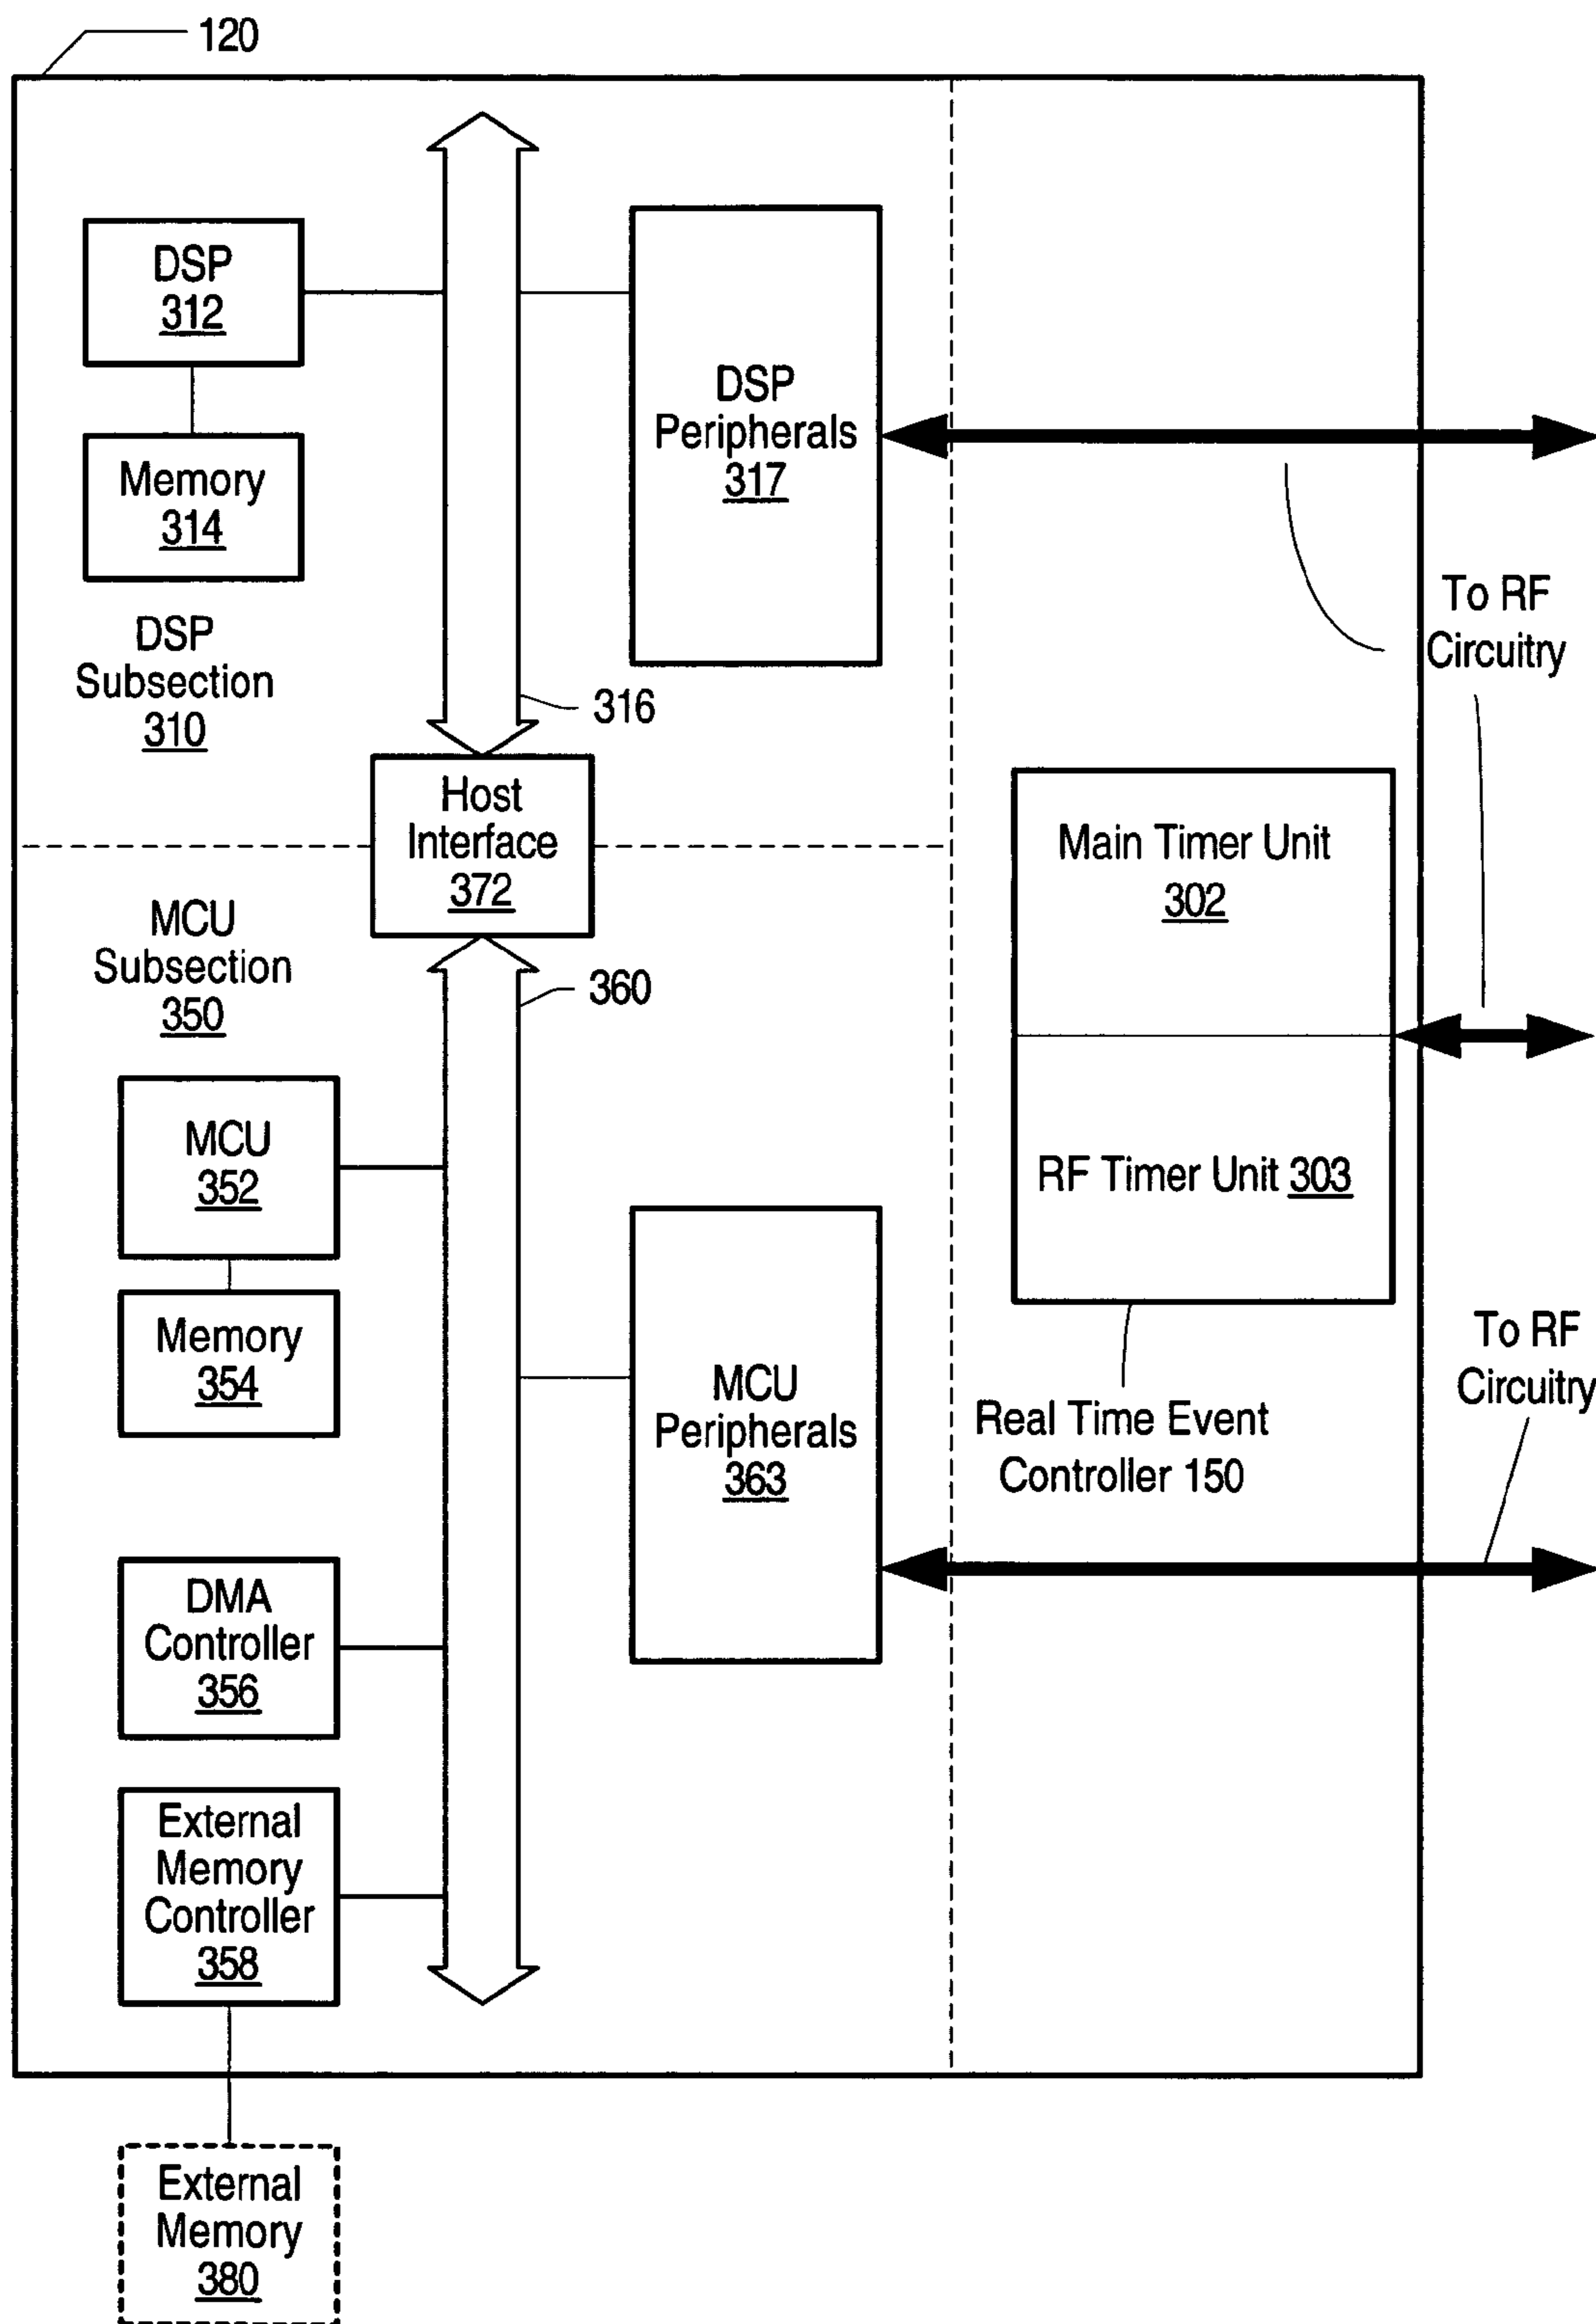 120
DSP
312
Memory
314
DSP
Subsection
310
DSP
Peripherals
317
316
To RF
Circuitry
Host
Interface
372
Main Timer Unit
302
RF Timer Unit 303
MCU
Subsection
350
360
MCU
352
Memory
354
MCU
Peripherals
363
Real Time Event
Controller 150
To RF
Circuitry
DMA
Controller
356
External
Memory
Controller
358
External
Memory
380